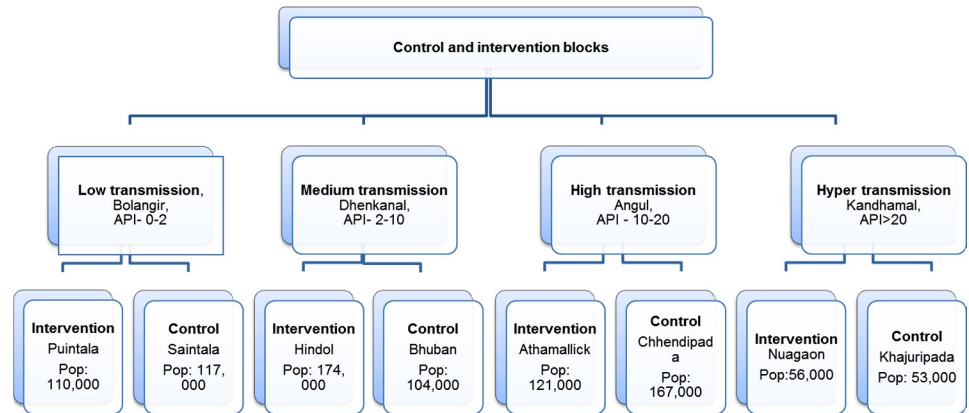 Control and intervention blocks
Low transmission,
Bolangir,
API- 0-2
Medium transmission
Dhenkanal,
API- 2-10
High transmission
Angul,
API - 10-20
Hyper transmission
Kandhamal,
API>20
Intervention
Puintala
Pop:
110,000
Control
Saintala
Pop: 117,
000
Intervention
Hindol
Pop: 174,
000
Control
Bhuban
Pop:
104,000
Intervention
Athamallick
Pop:
121,000
Control
Chhendipad
a
Pop:
167,000
Intervention
Nuagaon
Pop:56,000
Control
Khajuripada
Pop: 53,000